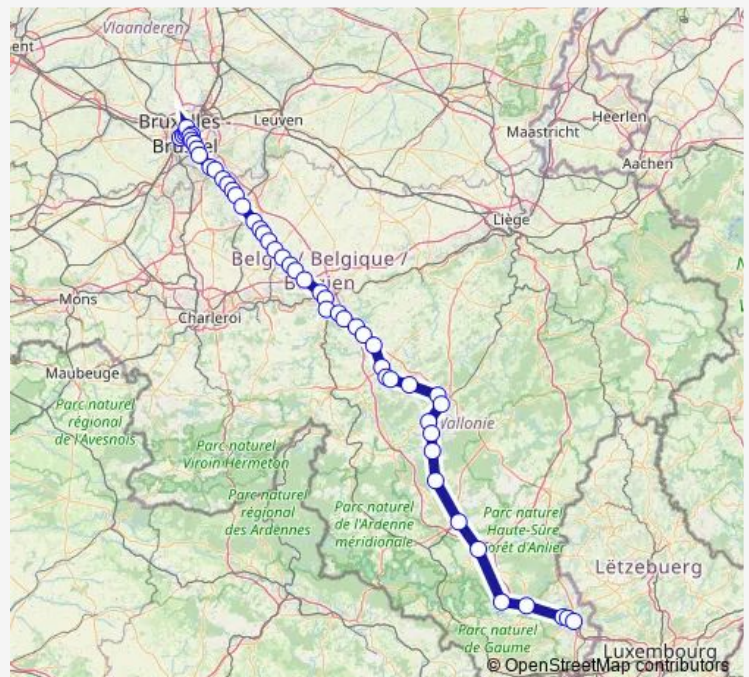 Vlaanderen
ent
Bruxelles -
Brussel
Leuven
Maastricht
Heerlen
Aachen
Liège
België / Belgique /
Belgien
Mons
Charleroi
Maubeuge
Parc naturel
régional
de l'Avesnois
Parc naturel
Viroin-Hermeton
Wallonie
Parc naturel
régional
des Ardennes
Parc naturel
de l'Ardenne
méridionale
Parc naturel
Haute-Sûre
Forêt d'Anlier
Lëtzebuerg
Parc naturel
de Gaume
Luxembourg
© OpenStreetMap contributors